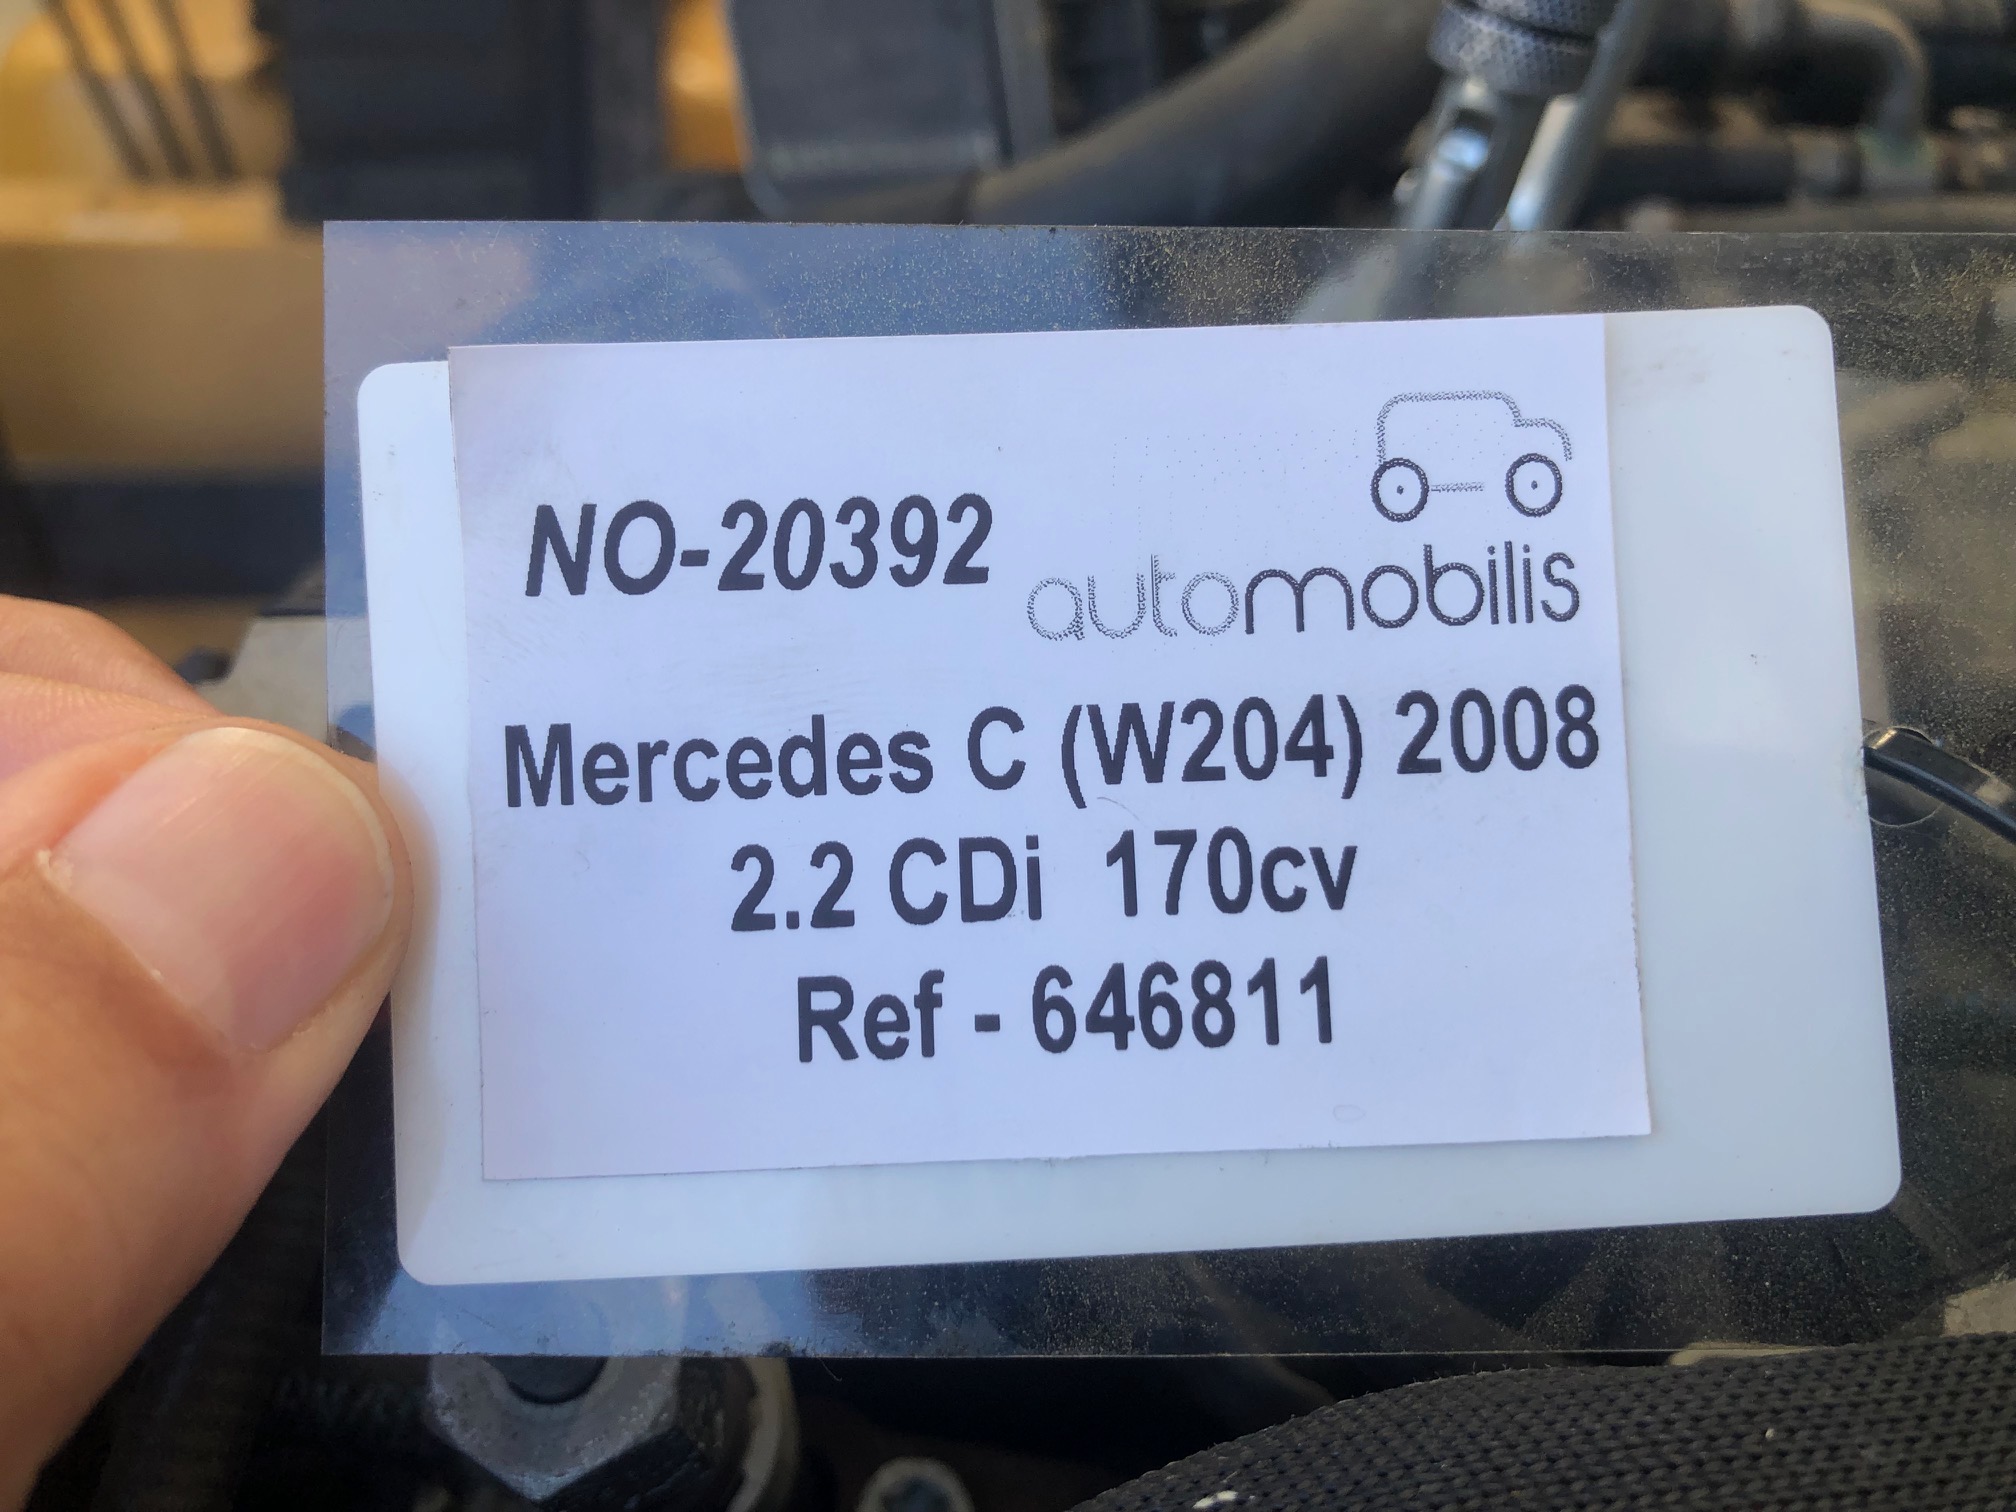 NO-20392
automobilis
Mercedes C (W204) 2008
2.2 CDi 170cv
Ref - 646811